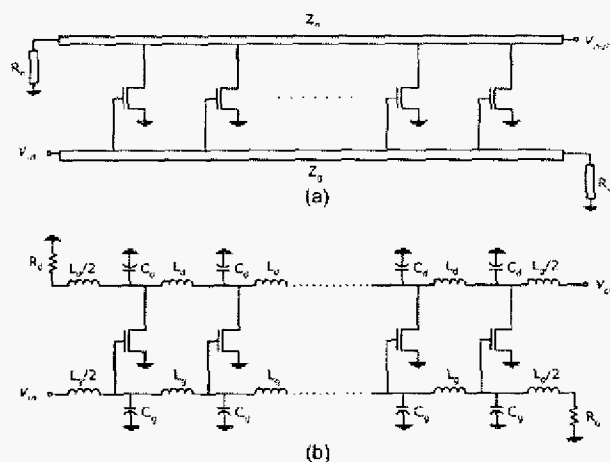 Z_d
V_out
R_d
V_in
Z_g
R_g
(a)
R_d
L_d/2 C_d L_d C_d L_d C_d L_d C_d L_d/2
V_in L_g/2 L_g L_g L_g L_g/2
C_g C_g C_g C_g R_g
(b)